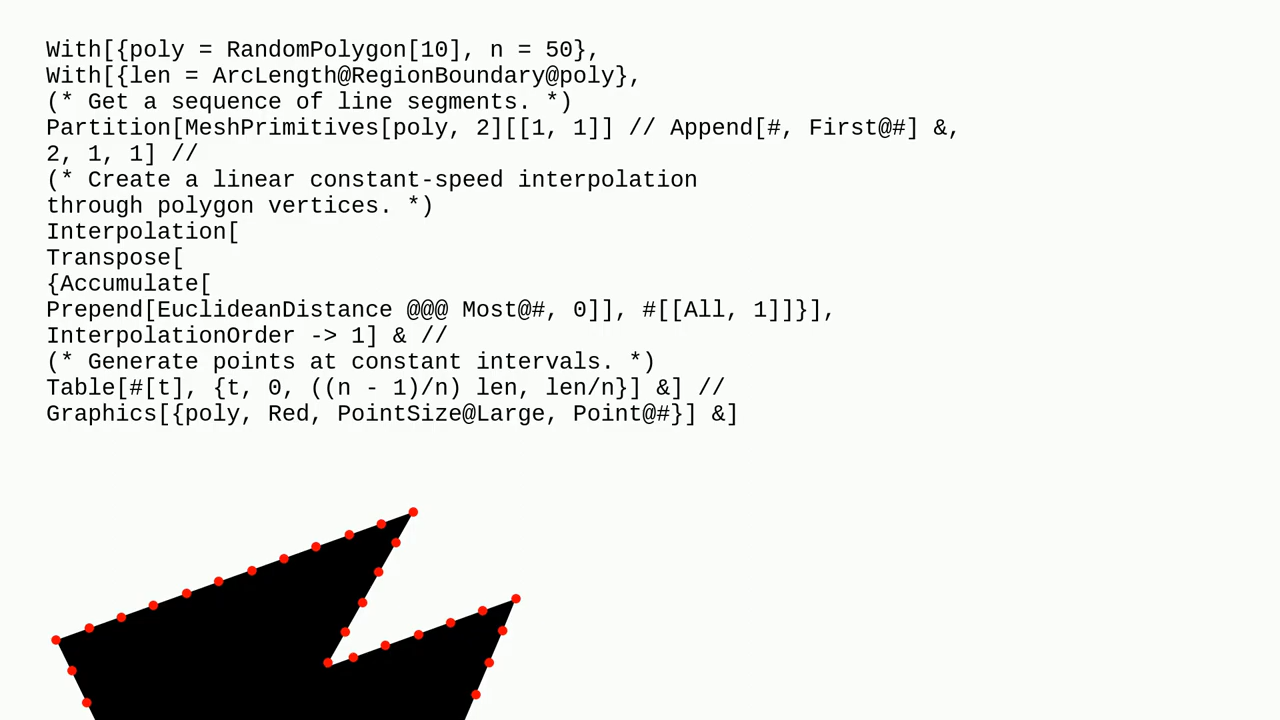 With[{poly = RandomPolygon[10], n = 50},
With[{len = ArcLength@RegionBoundary@poly},
(* Get a sequence of line segments. *)
Partition[MeshPrimitives[poly, 2][[1, 1]] // Append[#, First@#] &,
2, 1, 1] //
(* Create a linear constant-speed interpolation
through polygon vertices. *)
Interpolation[
Transpose[
{Accumulate[
Prepend[EuclideanDistance @@@ Most@#, 0]], #[[All, 1]]}],
InterpolationOrder -> 1] & //
(* Generate points at constant intervals. *)
Table[#[t], {t, 0, ((n - 1)/n) len, len/n}] &] //
Graphics[{poly, Red, PointSize@Large, Point@#}] &]